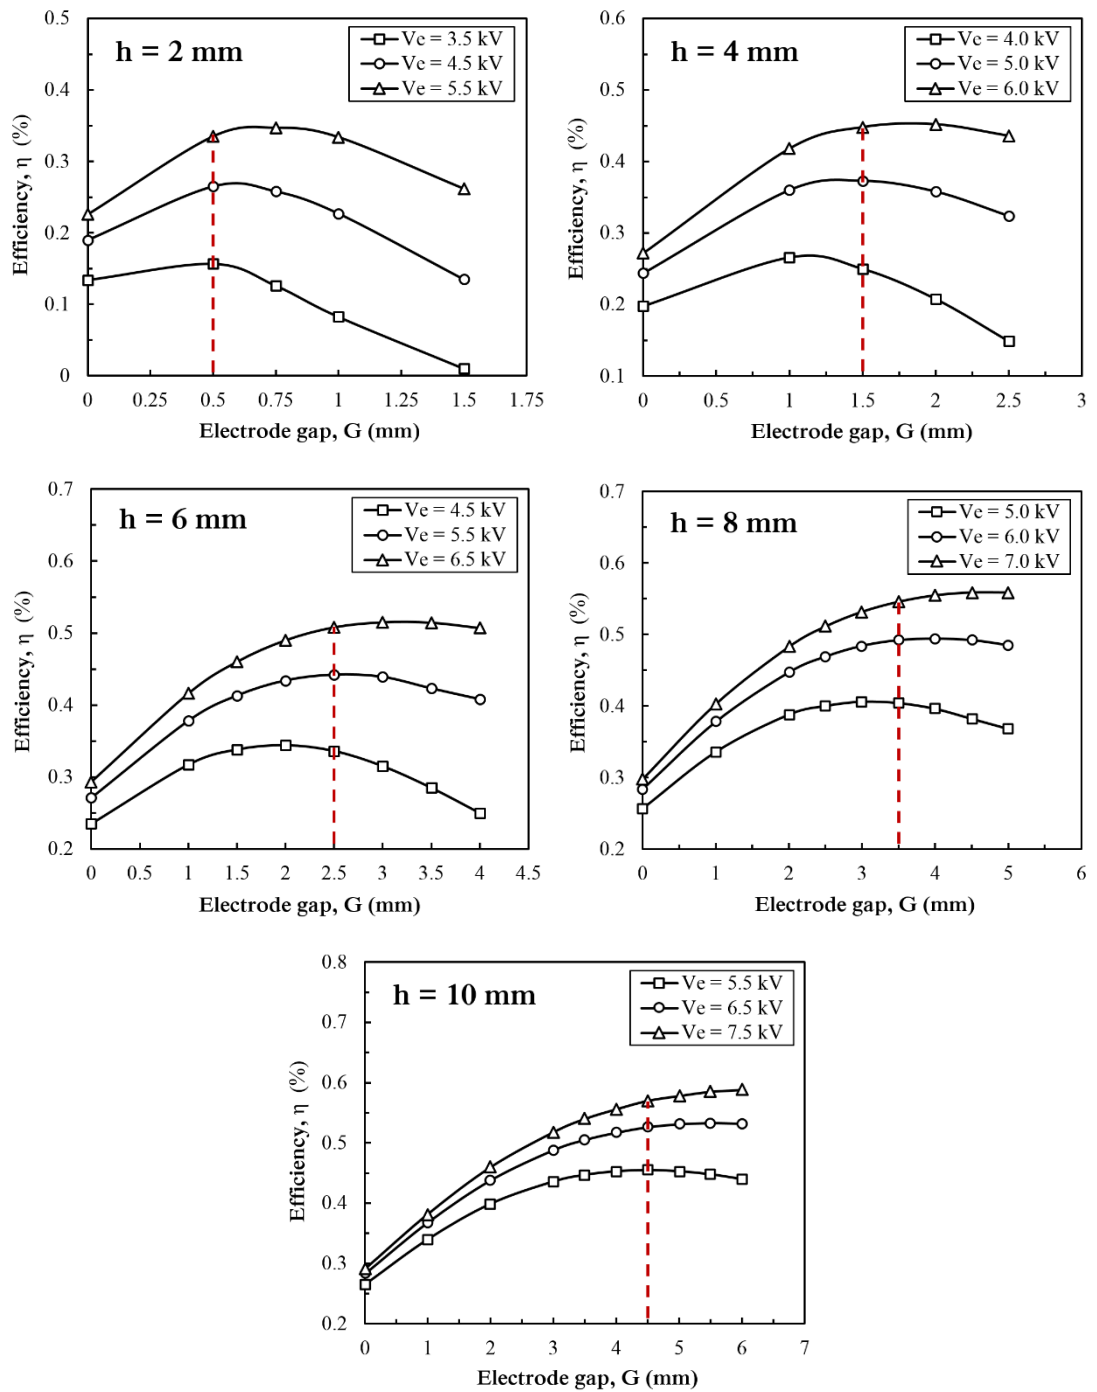 h = 2 mm
Ve = 3.5 kV
Ve = 4.5 kV
Ve = 5.5 kV
Efficiency, η (%)
0.5
0.4
0.3
0.2
0.1
0
0 0.25 0.5 0.75 1 1.25 1.5 1.75
Electrode gap, G (mm)
h = 4 mm
Ve = 4.0 kV
Ve = 5.0 kV
Ve = 6.0 kV
Efficiency, η (%)
0.6
0.5
0.4
0.3
0.2
0.1
0 0.5 1 1.5 2 2.5 3
Electrode gap, G (mm)
h = 6 mm
Ve = 4.5 kV
Ve = 5.5 kV
Ve = 6.5 kV
Efficiency, η (%)
0.7
0.6
0.5
0.4
0.3
0.2
0 0.5 1 1.5 2 2.5 3 3.5 4 4.5
Electrode gap, G (mm)
h = 8 mm
Ve = 5.0 kV
Ve = 6.0 kV
Ve = 7.0 kV
Efficiency, η (%)
0.7
0.6
0.5
0.4
0.3
0.2
0 1 2 3 4 5 6
Electrode gap, G (mm)
h = 10 mm
Ve = 5.5 kV
Ve = 6.5 kV
Ve = 7.5 kV
Efficiency, η (%)
0.8
0.7
0.6
0.5
0.4
0.3
0.2
0 1 2 3 4 5 6 7
Electrode gap, G (mm)